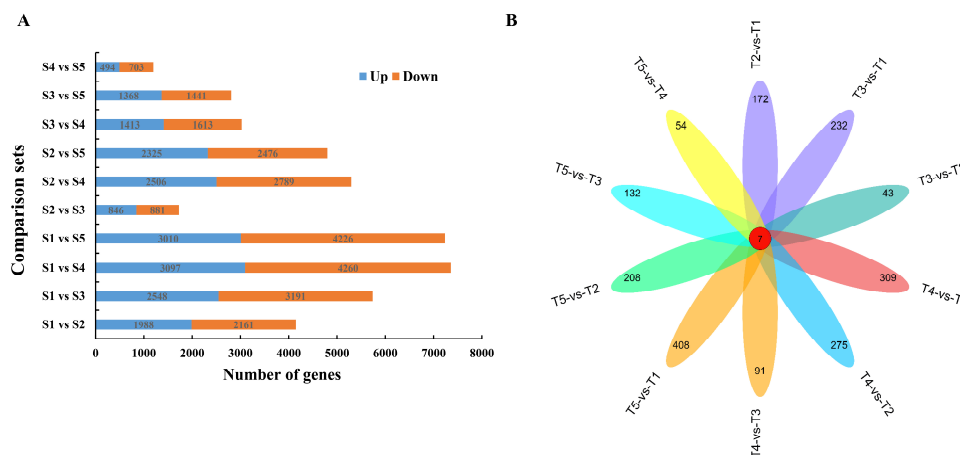 A
S4 vs S5 494 703
Up Down
S3 vs S5 1368 1441
S3 vs S4 1413 1613
S2 vs S5 2325 2476
S2 vs S4 2506 2789
S2 vs S3 846 881
S1 vs S5 3010 4226
S1 vs S4 3097 4260
S1 vs S3 2548 3191
S1 vs S2 1988 2161
0 1000 2000 3000 4000 5000 6000 7000 8000
Number of genes
Comparison sets
B
T2-vs-T1
172
T3-vs-T1
232
43
T4-vs-T
309
T4-vs-T2
275
T4-vs-T3
91
T5-vs-T1
408
T5-vs-T2
208
T5-vs-T3
132
T5-vs-T4
54
7